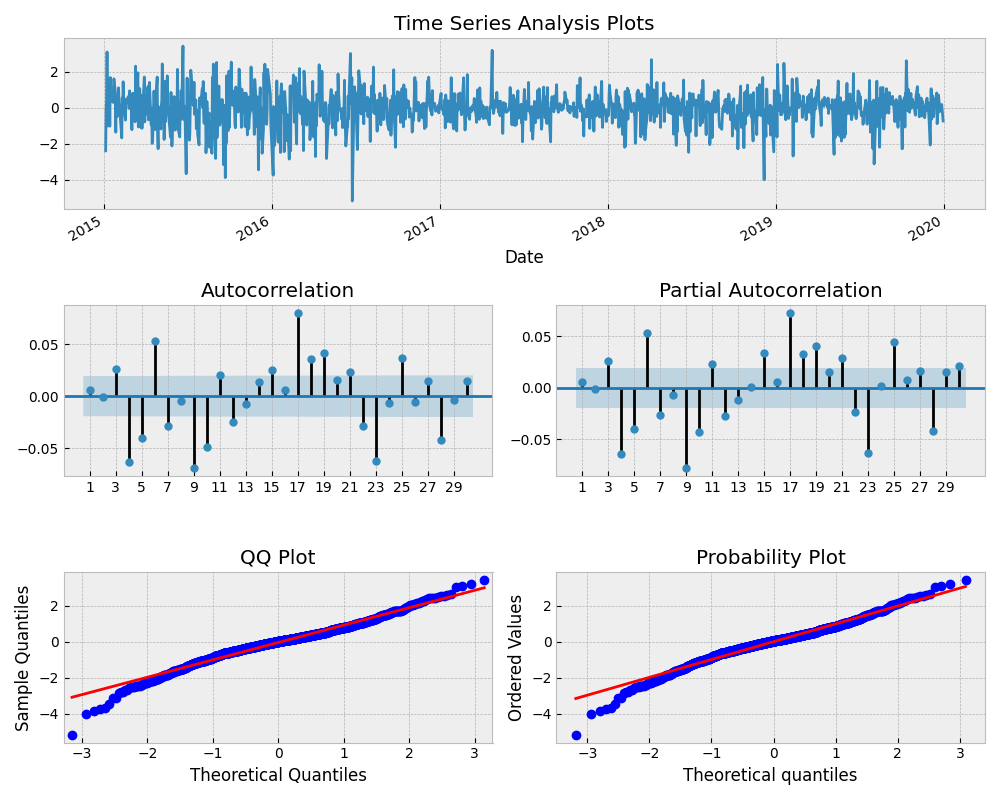 Time Series Analysis Plots
2
0
−2
−4
2015 2016 2017 2018 2019 2020
Date
Autocorrelation
0.05
0.00
−0.05
1 3 5 7 9 11 13 15 17 19 21 23 25 27 29
Partial Autocorrelation
0.05
0.00
−0.05
1 3 5 7 9 11 13 15 17 19 21 23 25 27 29
QQ Plot
Sample Quantiles
2
0
−2
−4
−3 −2 −1 0 1 2 3
Theoretical Quantiles
Probability Plot
Ordered Values
2
0
−2
−4
−3 −2 −1 0 1 2 3
Theoretical quantiles